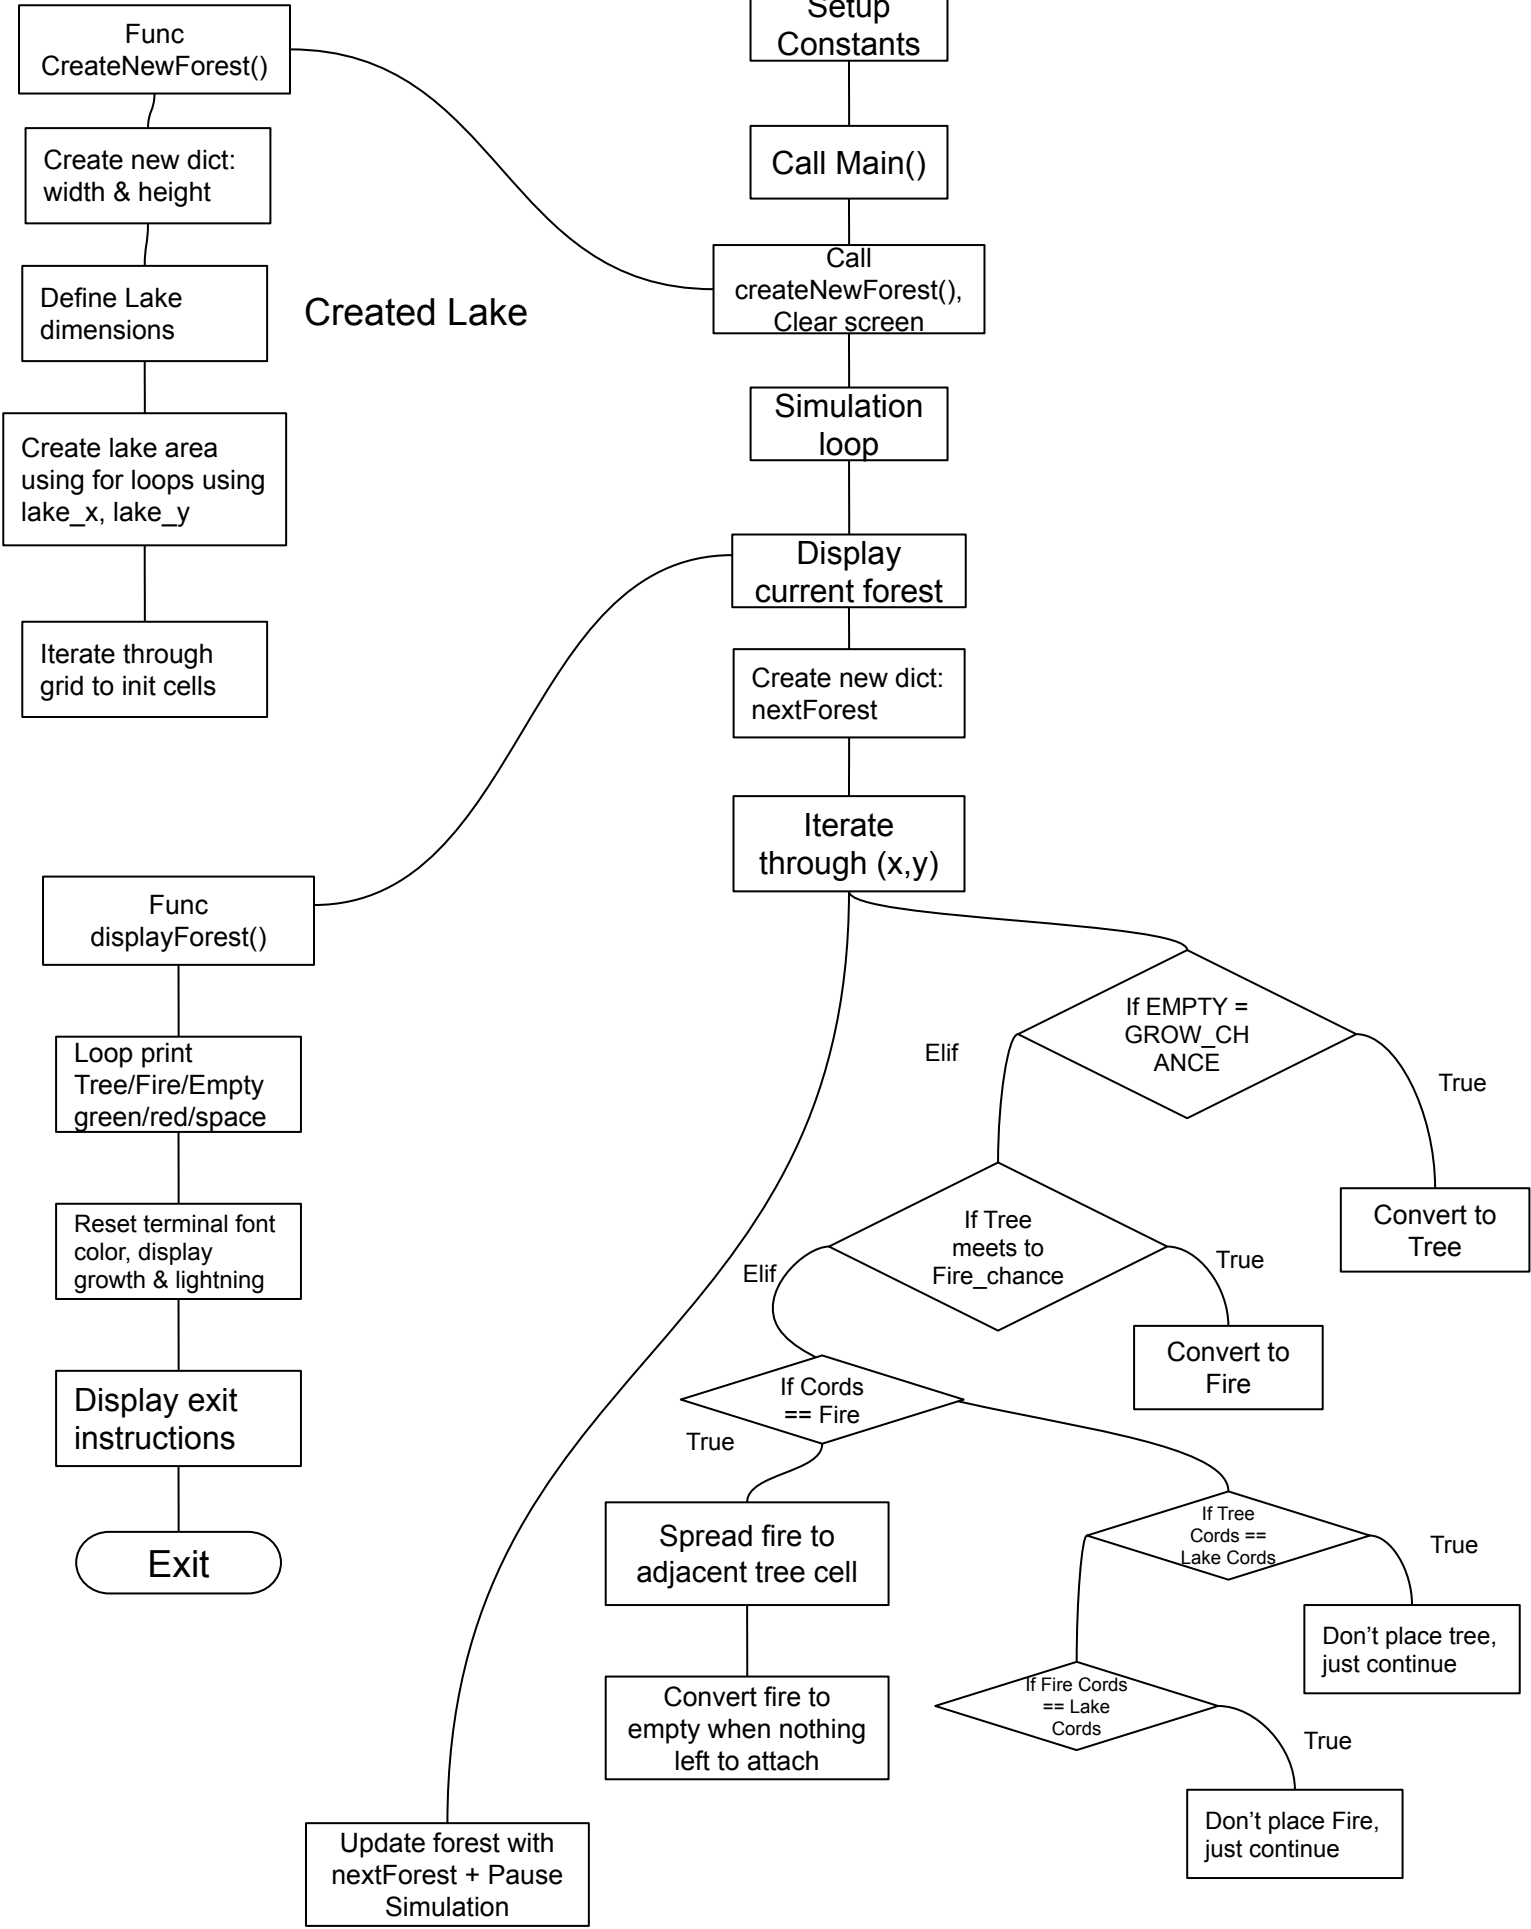 Func
CreateNewForest()
Create new dict:
width & height
Define Lake
dimensions
Created Lake
Create lake area
using for loops using
lake_x, lake_y
Iterate through
grid to init cells
Setup
Constants
Call Main()
Call
createNewForest(),
Clear screen
Simulation
loop
Display
current forest
Create new dict:
nextForest
Iterate
through (x,y)
Func
displayForest()
Loop print
Tree/Fire/Empty
green/red/space
Reset terminal font
color, display
growth & lightning
Display exit
instructions
Exit
If EMPTY =
GROW_CH
ANCE
Elif
True
Convert to
Tree
If Tree
meets to
Fire_chance
Elif
True
Convert to
Fire
If Cords
== Fire
True
Spread fire to
adjacent tree cell
Convert fire to
empty when nothing
left to attach
If Tree
Cords ==
Lake Cords
True
Don’t place tree,
just continue
If Fire Cords
== Lake
Cords
True
Don’t place Fire,
just continue
Update forest with
nextForest + Pause
Simulation